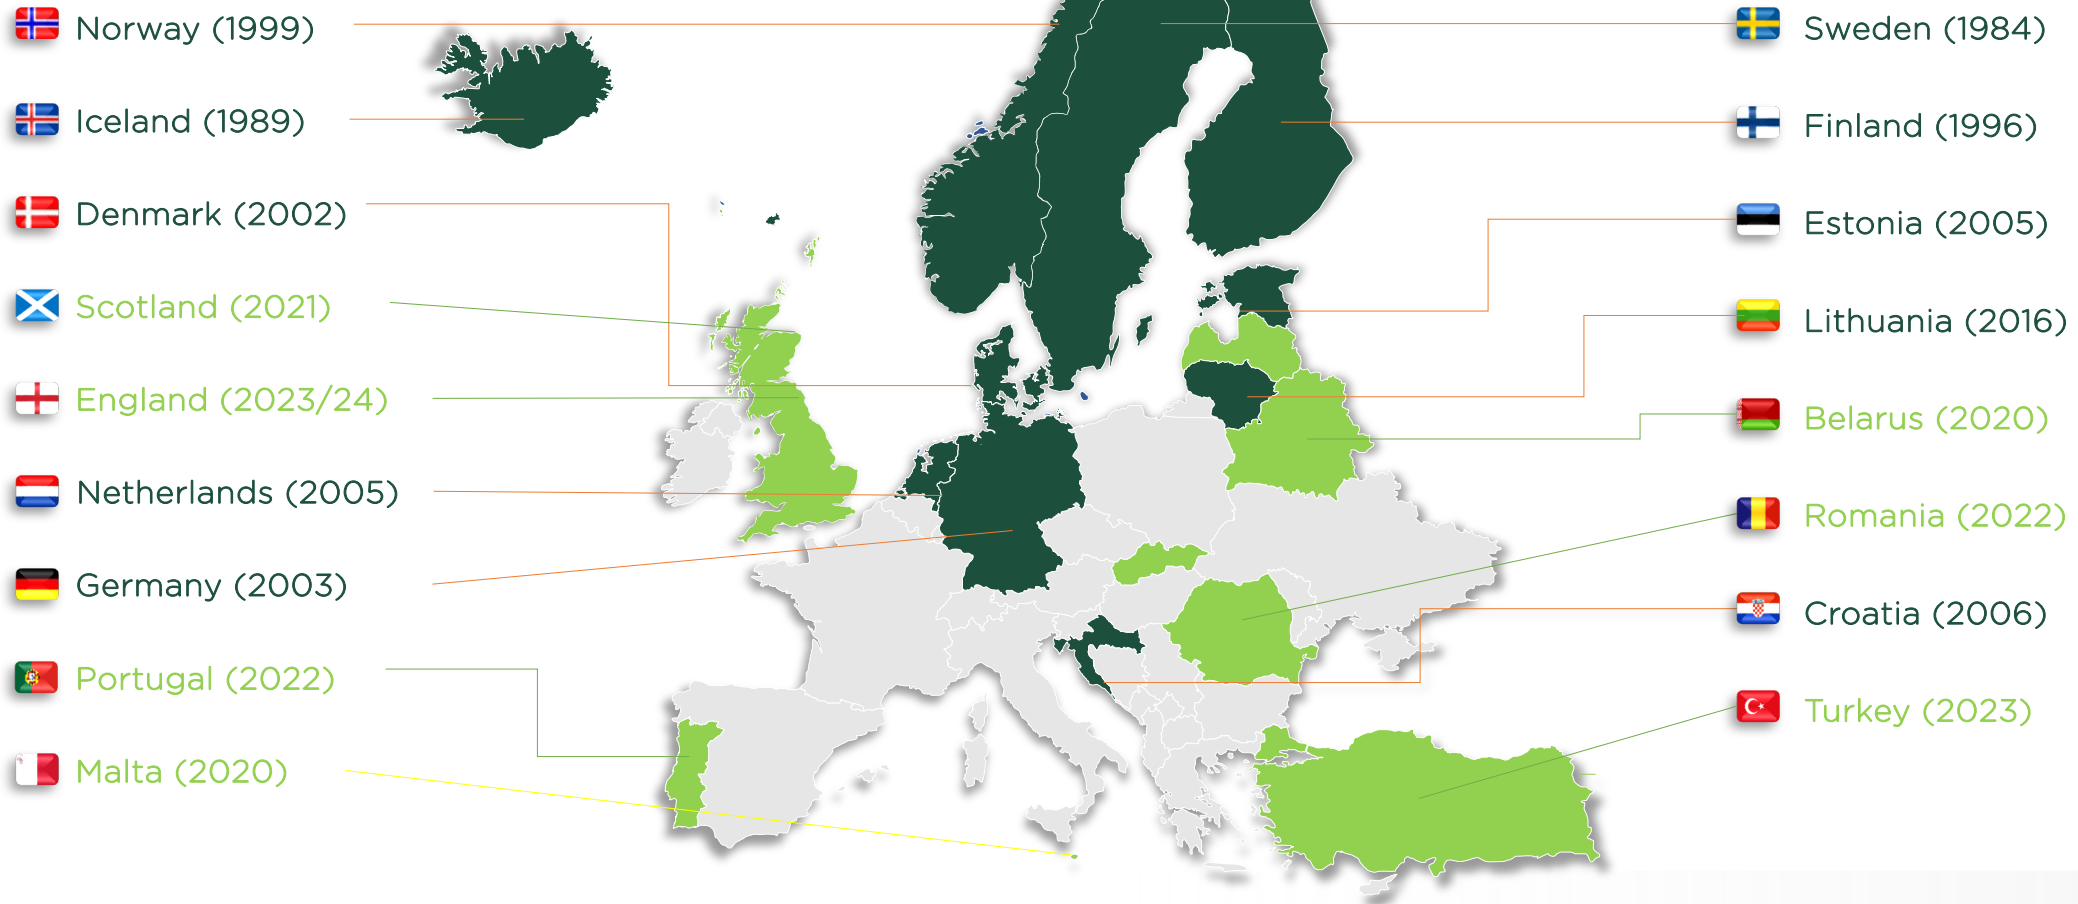 Norway (1999)
Iceland (1989)
Denmark (2002)
Scotland (2021)
England (2023/24)
Netherlands (2005)
Germany (2003)
Portugal (2022)
Malta (2020)
Sweden (1984)
Finland (1996)
Estonia (2005)
Lithuania (2016)
Belarus (2020)
Romania (2022)
Croatia (2006)
Turkey (2023)